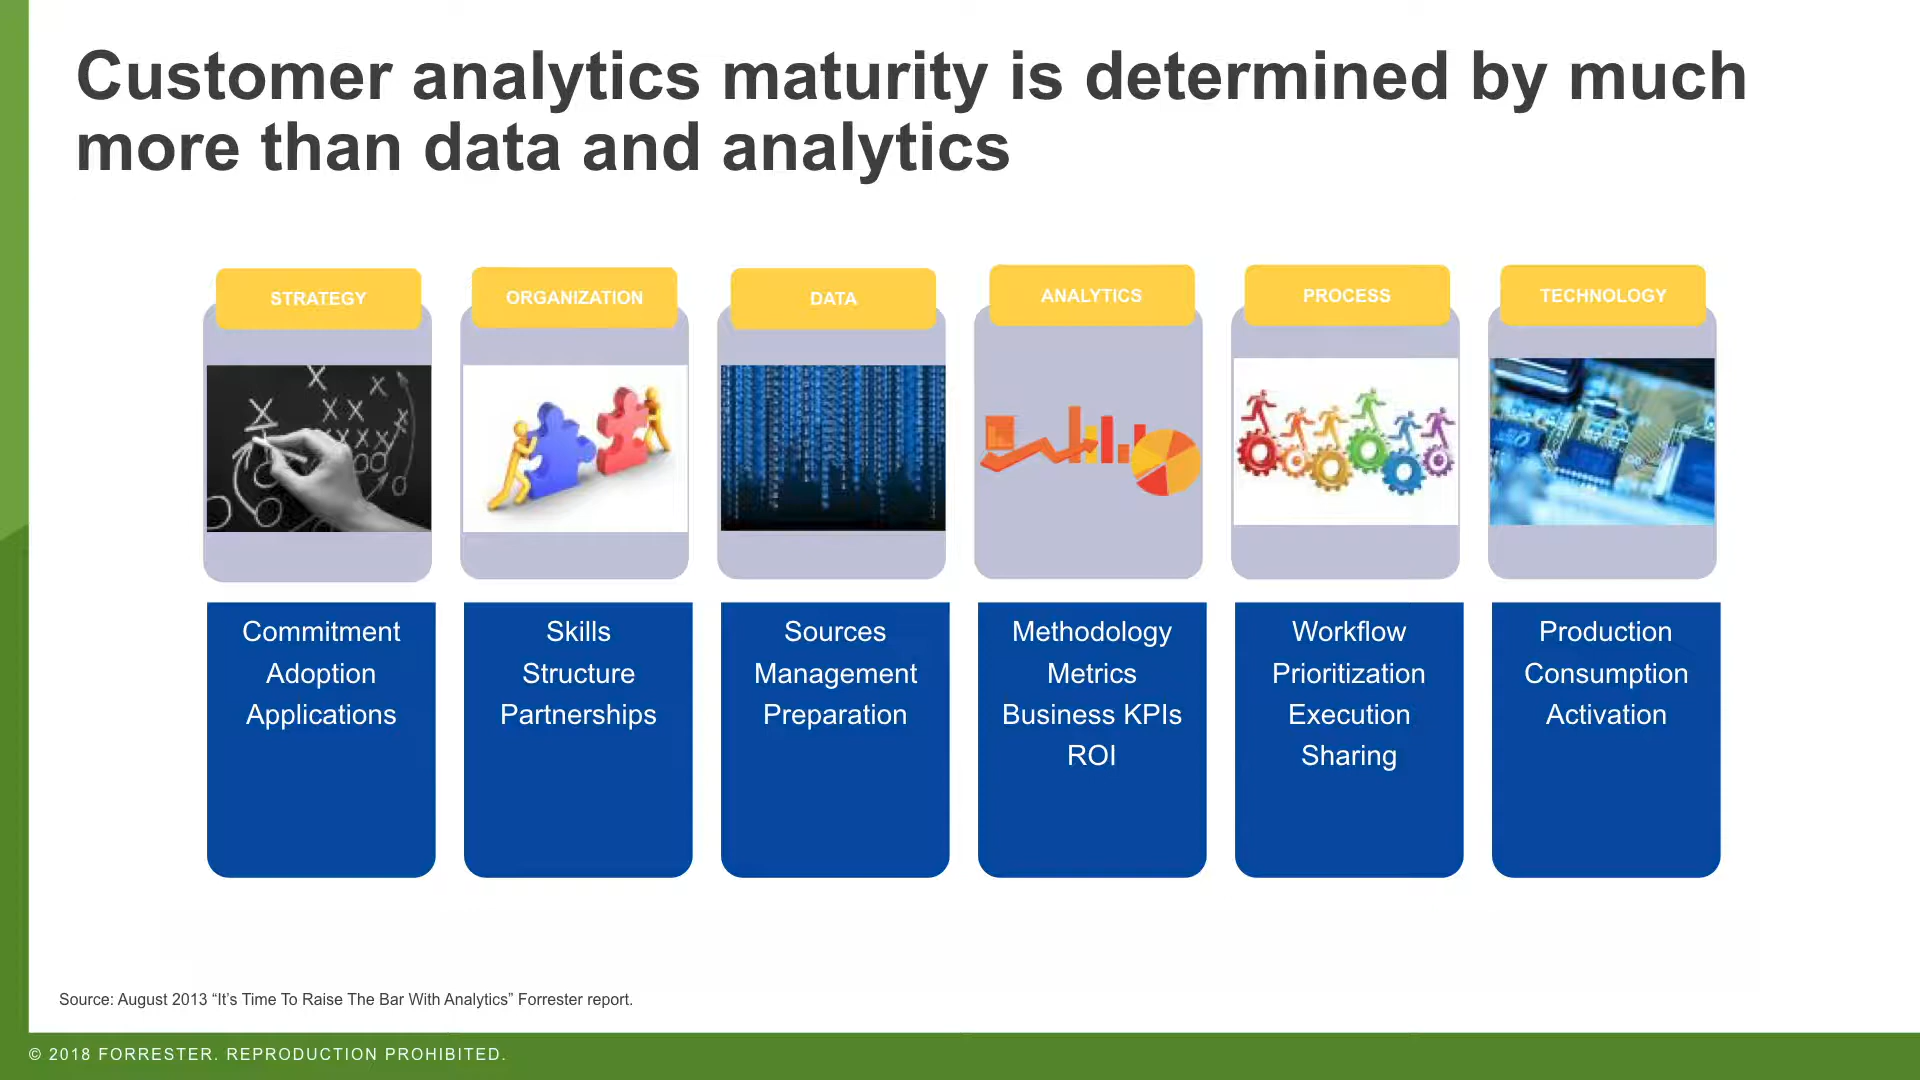 Customer analytics maturity is determined by much
more than data and analytics
STRATEGY
ORGANIZATION
DATA
ANALYTICS
PROCESS
TECHNOLOGY
Commitment
Adoption
Applications
Skills
Structure
Partnerships
Sources
Management
Preparation
Methodology
Metrics
Business KPIs
ROI
Workflow
Prioritization
Execution
Sharing
Production
Consumption
Activation
Source: August 2013 “It’s Time To Raise The Bar With Analytics” Forrester report.
© 2018 FORRESTER. REPRODUCTION PROHIBITED.